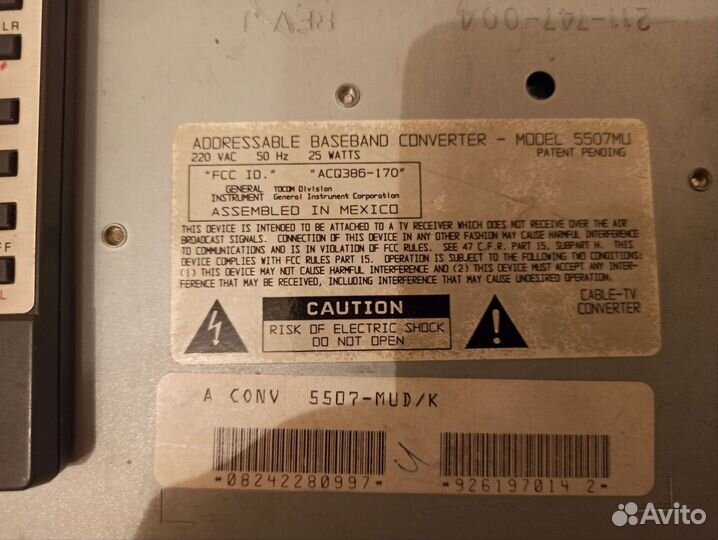 LR
#
FF
L
REV-J
211-747-004
ADDRESSABLE BASEBAND CONVERTER - MODEL 5507MU
220 VAC 50 Hz 25 WATTS
PATENT PENDING
"FCC ID." "ACQ386-170"
GENERAL INSTRUMENT
TOCOM Division
General Instrument Corporation
ASSEMBLED IN MEXICO
THIS DEVICE IS INTENDED TO BE ATTACHED TO A TV RECEIVER WHICH DOES NOT RECEIVE OVER THE AIR
BROADCAST SIGNALS. CONNECTION OF THIS DEVICE IN ANY OTHER FASHION MAY CAUSE HARMFUL INTERFERENCE
TO COMMUNICATIONS AND IS IN VIOLATION OF FCC RULES. SEE 47 C.F.R. PART 15, SUBPART H. THIS
DEVICE COMPLIES WITH FCC RULES PART 15. OPERATION IS SUBJECT TO THE FOLLOWING TWO CONDITIONS:
(1) THIS DEVICE MAY NOT CAUSE HARMFUL INTERFERENCE AND (2) THIS DEVICE MUST ACCEPT ANY INTER-
FERENCE THAT MAY BE RECEIVED, INCLUDING INTERFERENCE THAT MAY CAUSE UNDESIRED OPERATION.
CAUTION
RISK OF ELECTRIC SHOCK
DO NOT OPEN
CABLE-TV
CONVERTER
A CONV 5507-MUD/K
*08242280997*
*926197014 2*
Avito